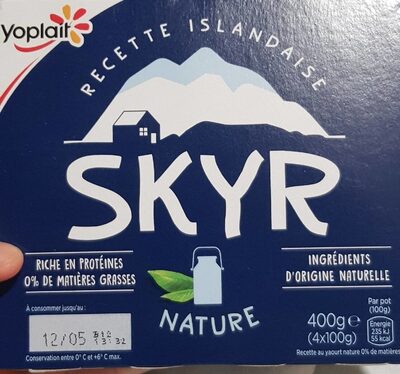 yoplait
RECETTE ISLANDAISE
SKYR
RICHE EN PROTÉINES
0% DE MATIÈRES GRASSES
INGRÉDIENTS
D'ORIGINE NATURELLE
NATURE
À consommer jusqu'au :
12/05
13:32
Conservation entre 0° C et +6° C max.
400g e
(4x100g)
Par pot
(100g)
Energie
235 kJ
55 kcal
Recette au yaourt nature 0% de matières